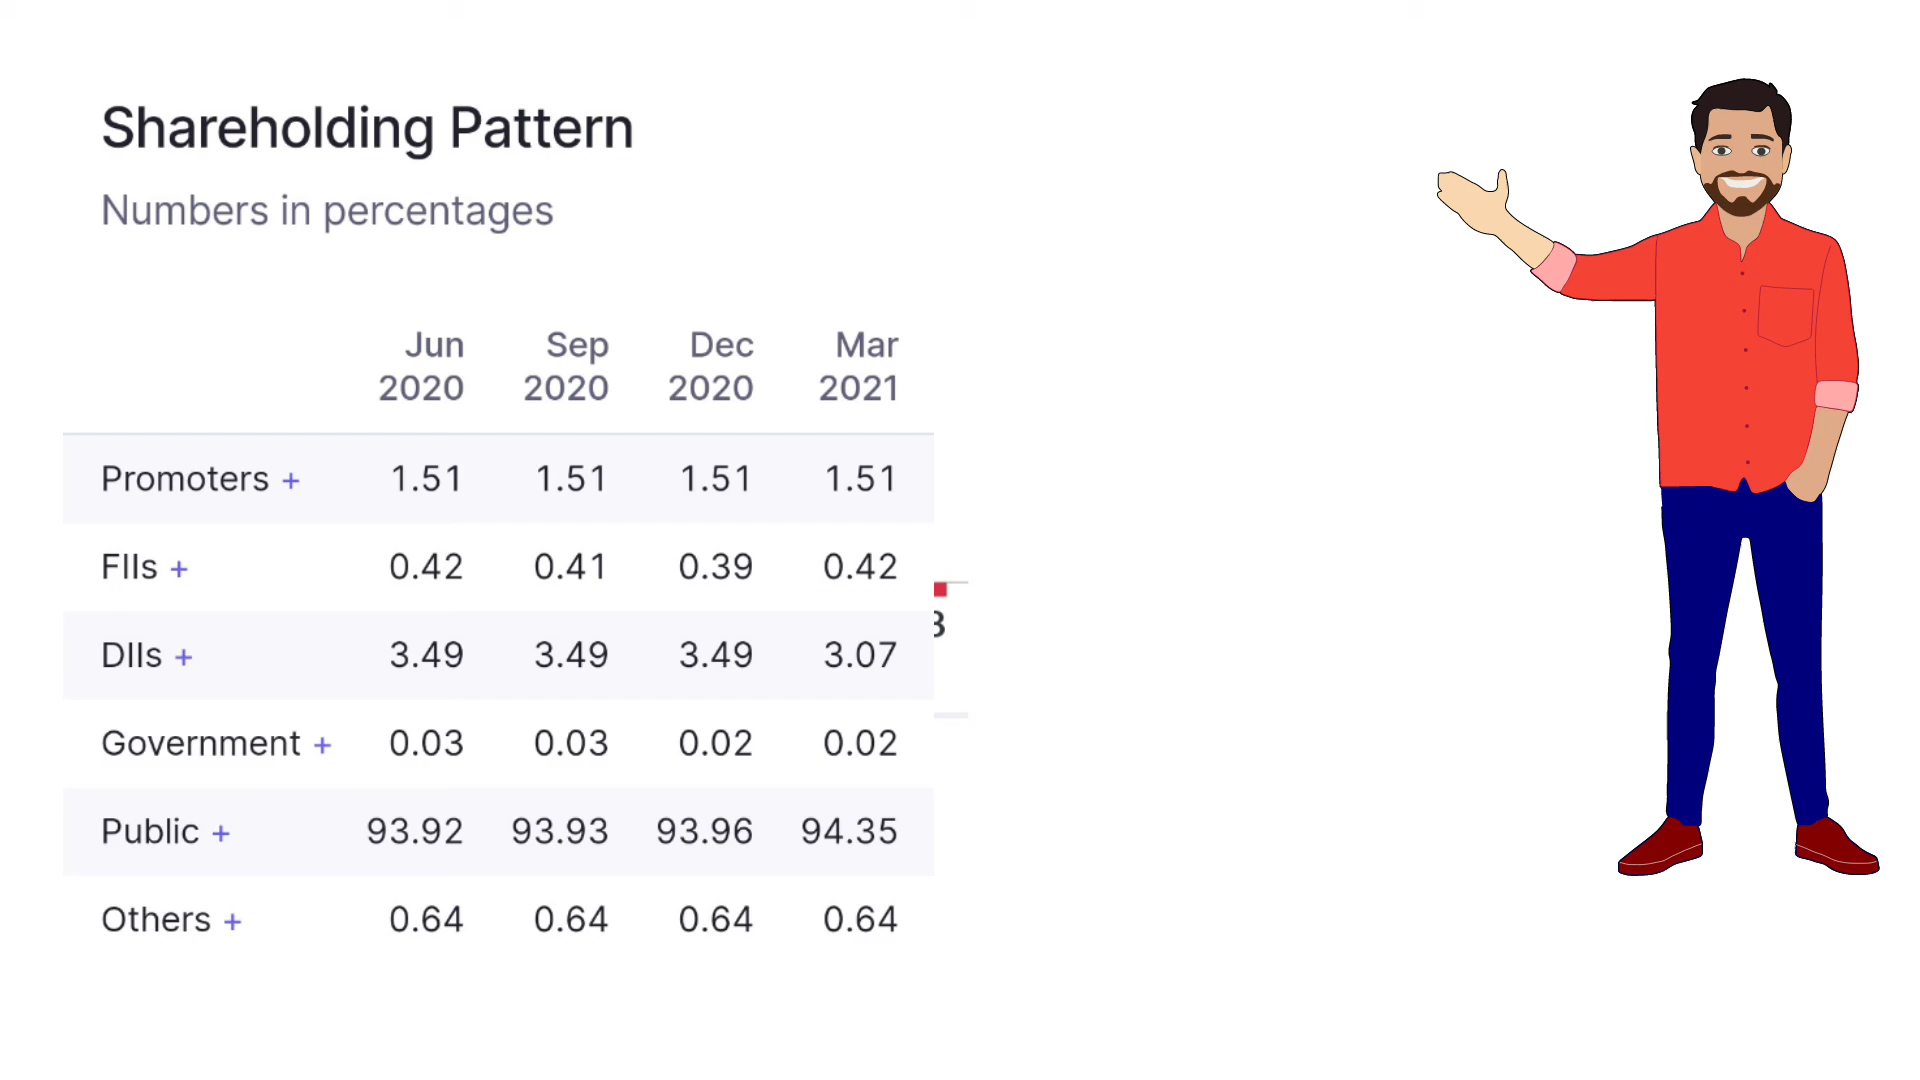 Shareholding Pattern
Numbers in percentages
Jun 2020 Sep 2020 Dec 2020 Mar 2021
Promoters + 1.51 1.51 1.51 1.51
FIIs + 0.42 0.41 0.39 0.42
DIIs + 3.49 3.49 3.49 3.07
Government + 0.03 0.03 0.02 0.02
Public + 93.92 93.93 93.96 94.35
Others + 0.64 0.64 0.64 0.64